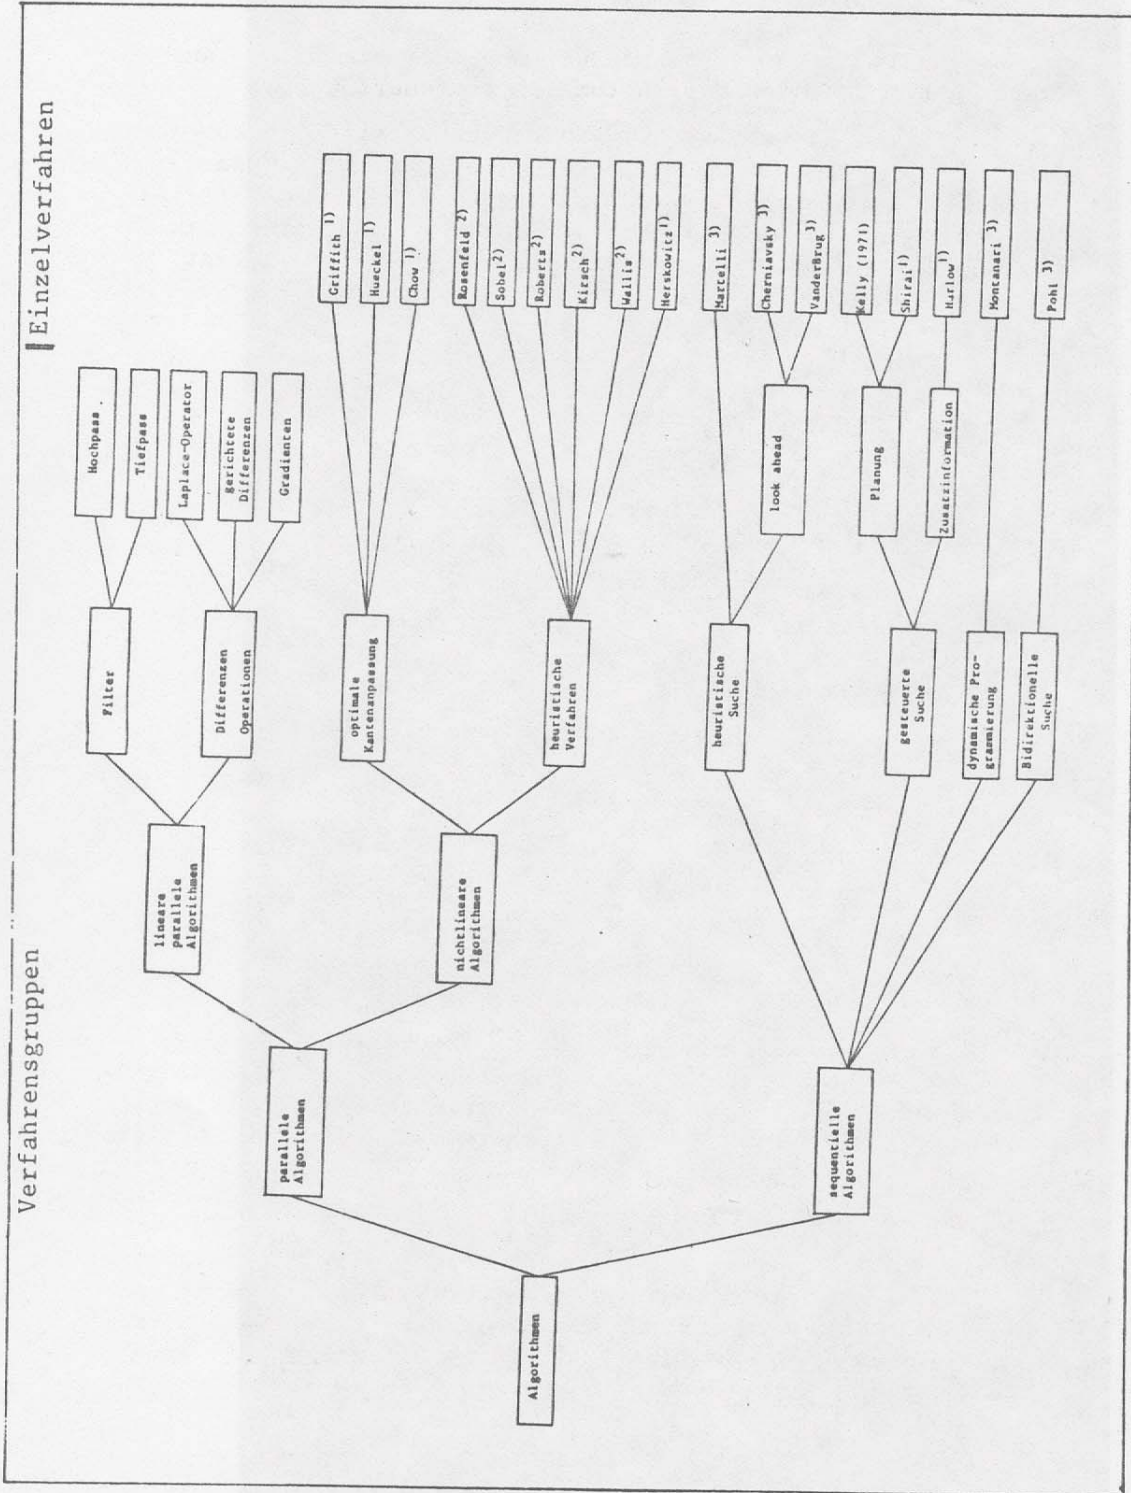 Verfahrensgruppen
Einzelverfahren
Algorithmen
parallele
Algorithmen
sequentielle
Algorithmen
lineare
parallele
Algorithmen
nichtlineare
Algorithmen
Filter
Differenzen
Operationen
optimale
Kantenanpassung
heuristische
Verfahren
heuristische
Suche
gesteuerte
Suche
dynamische Pro-
grammierung
Bidirektionelle
Suche
Hochpass
Tiefpass
Laplace-Operator
gerichtete
Differenzen
Gradienten
look ahead
Planung
Zusatzinformation
Griffith 1)
Hueckel 1)
Chow 1)
Rosenfeld 2)
Sobel 2)
Roberts 2)
Kirsch 2)
Wallis 2)
Herskowitz 1)
Martelli 3)
Cherniavsky 3)
VanderBrug 3)
Kelly (1971)
Shirai 1)
Harlow 1)
Montanari 3)
Pohl 3)